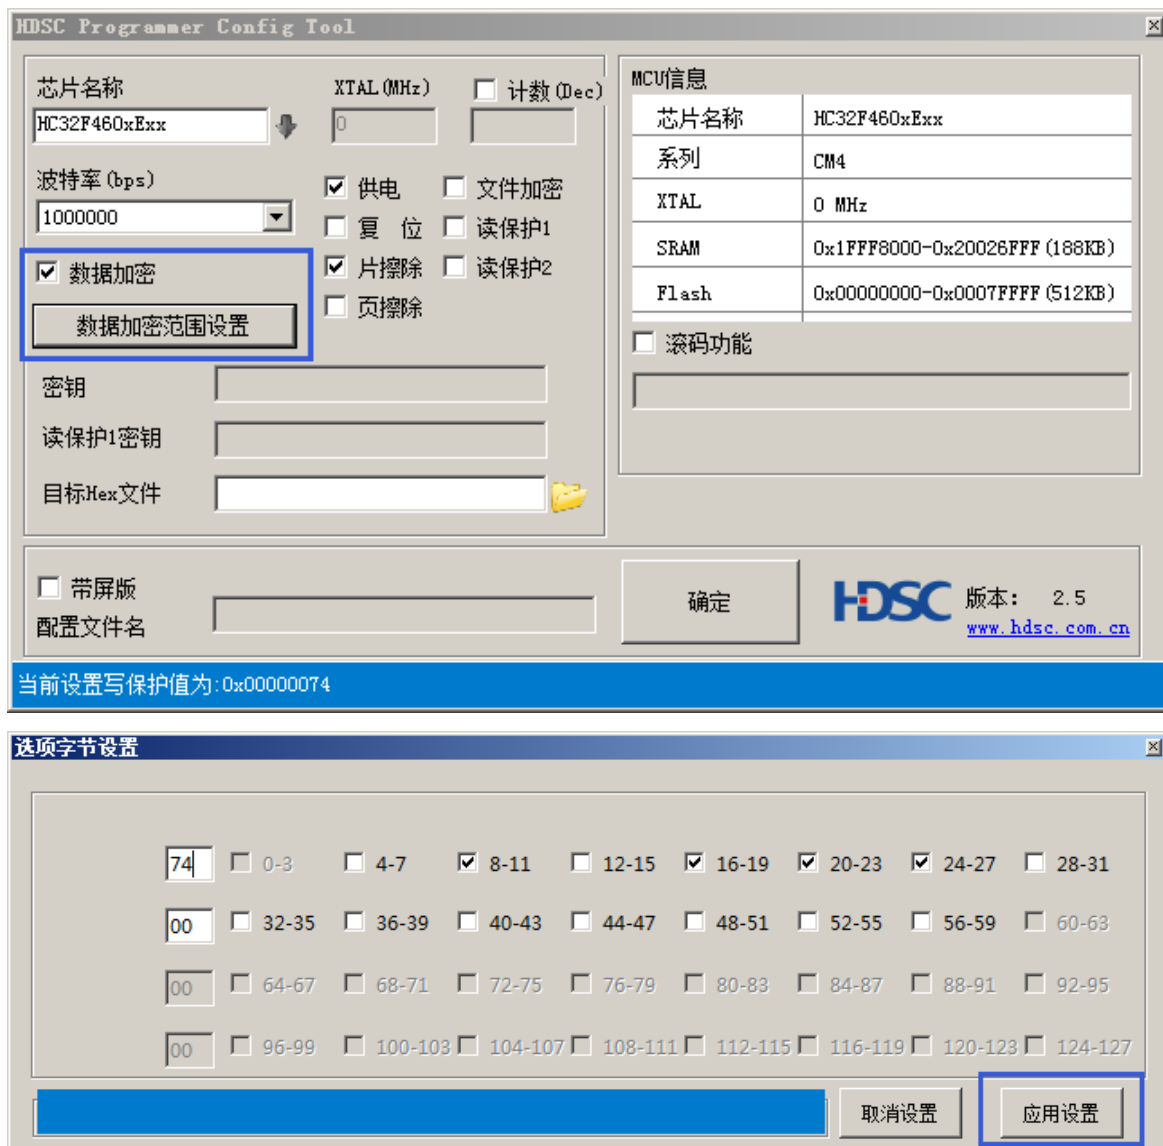 HDSC Programmer Config Tool
芯片名称
XTAL(MHz)
计数(Dec)
HC32F460xExx
0
波特率(bps)
1000000
供电
文件加密
复 位
读保护1
片擦除
读保护2
页擦除
数据加密
数据加密范围设置
密钥
读保护1密钥
目标Hex文件
MCU信息
芯片名称 HC32F460xExx
系列 CM4
XTAL 0 MHz
SRAM 0x1FFF8000-0x20026FFF(188KB)
Flash 0x00000000-0x0007FFFF(512KB)
滚码功能
带屏版
配置文件名
确定
HDSC
版本： 2.5
www.hdsc.com.cn
当前设置写保护值为:0x00000074
选项字节设置
74 0-3 4-7 8-11 12-15 16-19 20-23 24-27 28-31
00 32-35 36-39 40-43 44-47 48-51 52-55 56-59 60-63
00 64-67 68-71 72-75 76-79 80-83 84-87 88-91 92-95
00 96-99 100-103 104-107 108-111 112-115 116-119 120-123 124-127
取消设置
应用设置